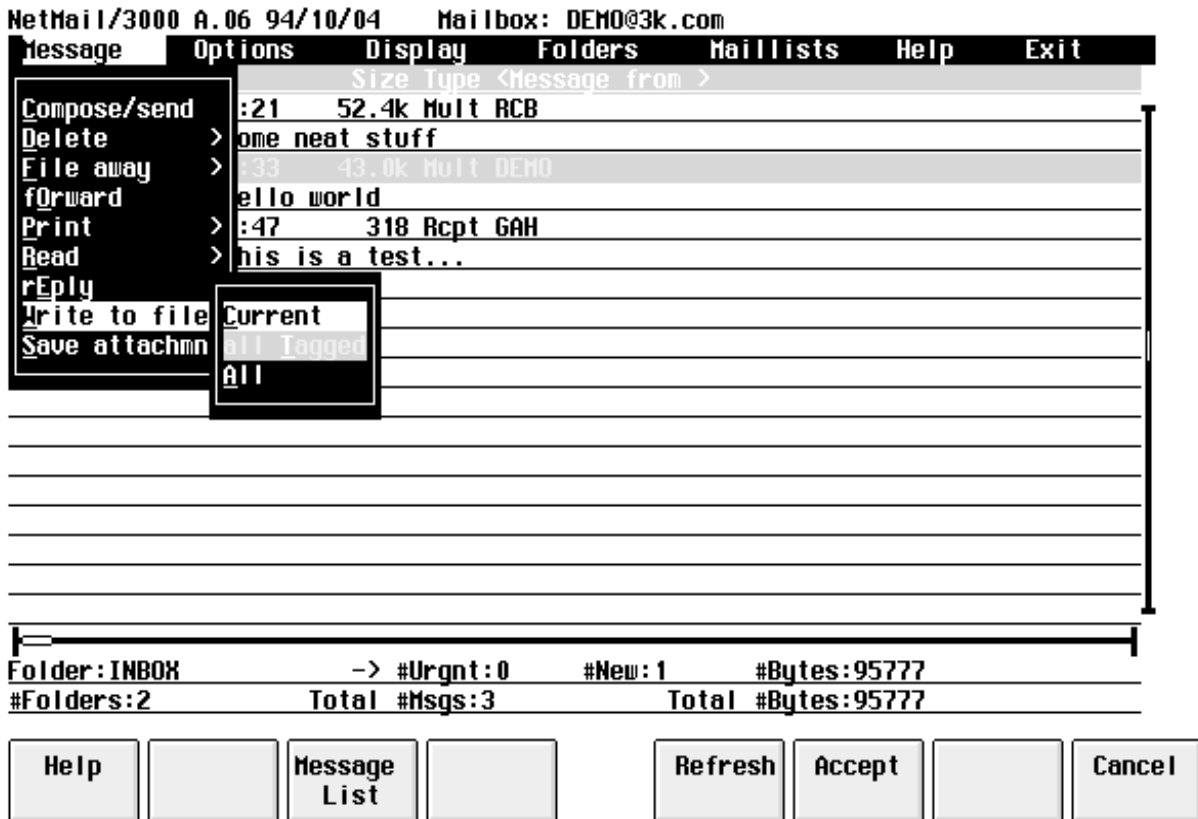 NetMail/3000 A.06 94/10/04 Mailbox: DEMO@3k.com
Message Options Display Folders Maillists Help Exit
Size Type <Message from >
Compose/send :21 52.4k Mult RCB
Delete > ome neat stuff
File away > :33 43.0k Mult DEMO
fOrward ello world
Print > :47 318 Rcpt GAH
Read > his is a test...
rEply
Write to file Current
Save attachmn all Tagged
All
Folder:INBOX -> #Urgnt:0 #New:1 #Bytes:95777
#Folders:2 Total #Msgs:3 Total #Bytes:95777
Help Message List Refresh Accept Cancel